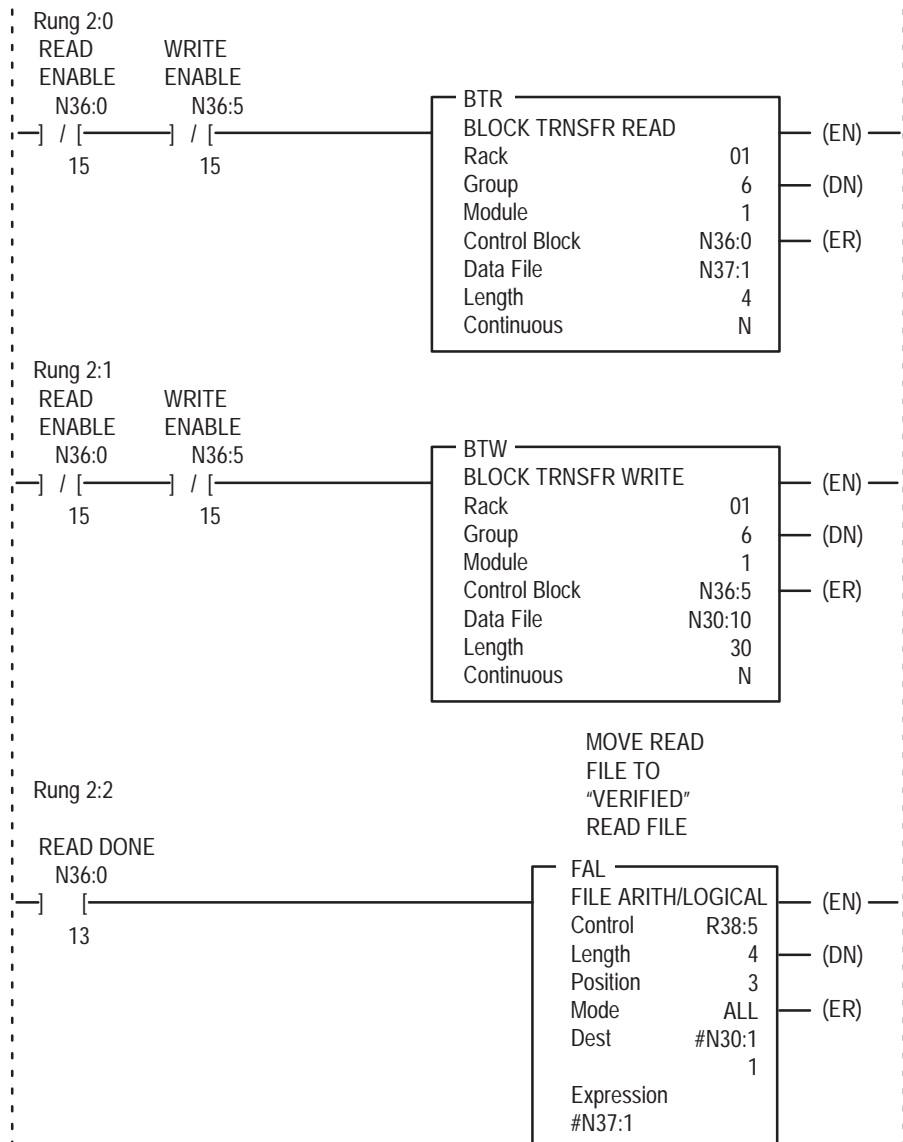 Rung 2:0
READ WRITE
ENABLE ENABLE
N36:0 N36:5
] / [ ] / [
15 15
BTR
BLOCK TRNSFR READ (EN)
Rack 01
Group 6 (DN)
Module 1
Control Block N36:0 (ER)
Data File N37:1
Length 4
Continuous N
Rung 2:1
READ WRITE
ENABLE ENABLE
N36:0 N36:5
] / [ ] / [
15 15
BTW
BLOCK TRNSFR WRITE (EN)
Rack 01
Group 6 (DN)
Module 1
Control Block N36:5 (ER)
Data File N30:10
Length 30
Continuous N
MOVE READ
FILE TO
“VERIFIED”
READ FILE
Rung 2:2
READ DONE
N36:0
] [
13
FAL
FILE ARITH/LOGICAL (EN)
Control R38:5
Length 4 (DN)
Position 3
Mode ALL (ER)
Dest #N30:1
1
Expression
#N37:1